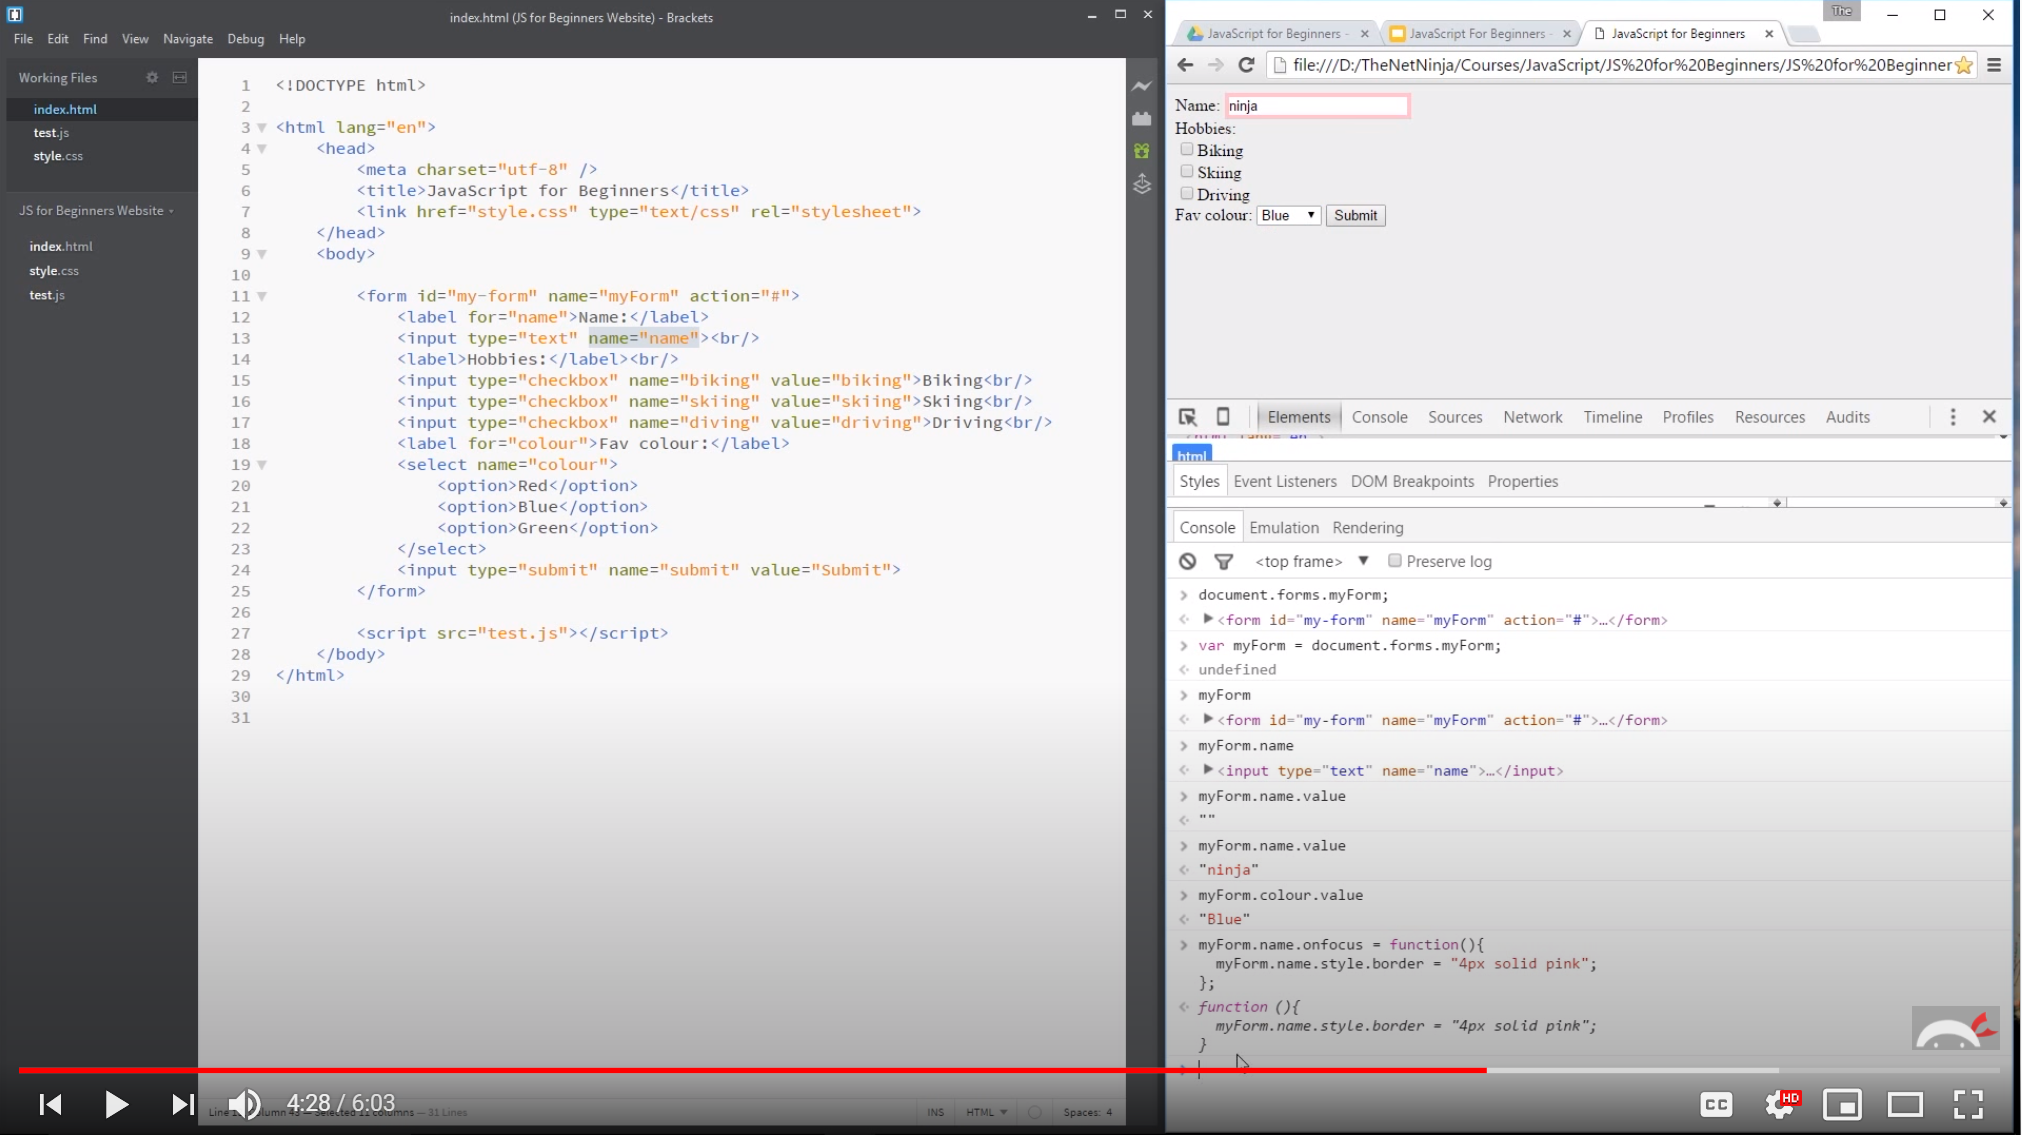 index.html (JS for Beginners Website) - Brackets
File Edit Find View Navigate Debug Help
Working Files
index.html
test.js
style.css
JS for Beginners Website
index.html
style.css
test.js
1 <!DOCTYPE html>
2
3 <html lang="en">
4 <head>
5 <meta charset="utf-8" />
6 <title>JavaScript for Beginners</title>
7 <link href="style.css" type="text/css" rel="stylesheet">
8 </head>
9 <body>
10
11 <form id="my-form" name="myForm" action="#">
12 <label for="name">Name:</label>
13 <input type="text" name="name"><br/>
14 <label>Hobbies:</label><br/>
15 <input type="checkbox" name="biking" value="biking">Biking<br/>
16 <input type="checkbox" name="skiing" value="skiing">Skiing<br/>
17 <input type="checkbox" name="diving" value="driving">Driving<br/>
18 <label for="colour">Fav colour:</label>
19 <select name="colour">
20 <option>Red</option>
21 <option>Blue</option>
22 <option>Green</option>
23 </select>
24 <input type="submit" name="submit" value="Submit">
25 </form>
26
27 <script src="test.js"></script>
28 </body>
29 </html>
30
31
The
JavaScript for Beginners - JavaScript For Beginners - JavaScript for Beginners
file:///D:/TheNetNinja/Courses/JavaScript/JS%20for%20Beginners/JS%20for%20Beginner
Name: ninja
Hobbies:
Biking
Skiing
Driving
Fav colour: Blue Submit
Elements Console Sources Network Timeline Profiles Resources Audits
html
Styles Event Listeners DOM Breakpoints Properties
Console Emulation Rendering
<top frame> Preserve log
document.forms.myForm;
<form id="my-form" name="myForm" action="#">…</form>
var myForm = document.forms.myForm;
undefined
myForm
<form id="my-form" name="myForm" action="#">…</form>
myForm.name
<input type="text" name="name">…</input>
myForm.name.value
""
myForm.name.value
"ninja"
myForm.colour.value
"Blue"
myForm.name.onfocus = function(){
myForm.name.style.border = "4px solid pink";
};
function (){
myForm.name.style.border = "4px solid pink";
}
4:28 / 6:03
Selected 11 columns — 31 Lines
INS HTML Spaces: 4
CC HD